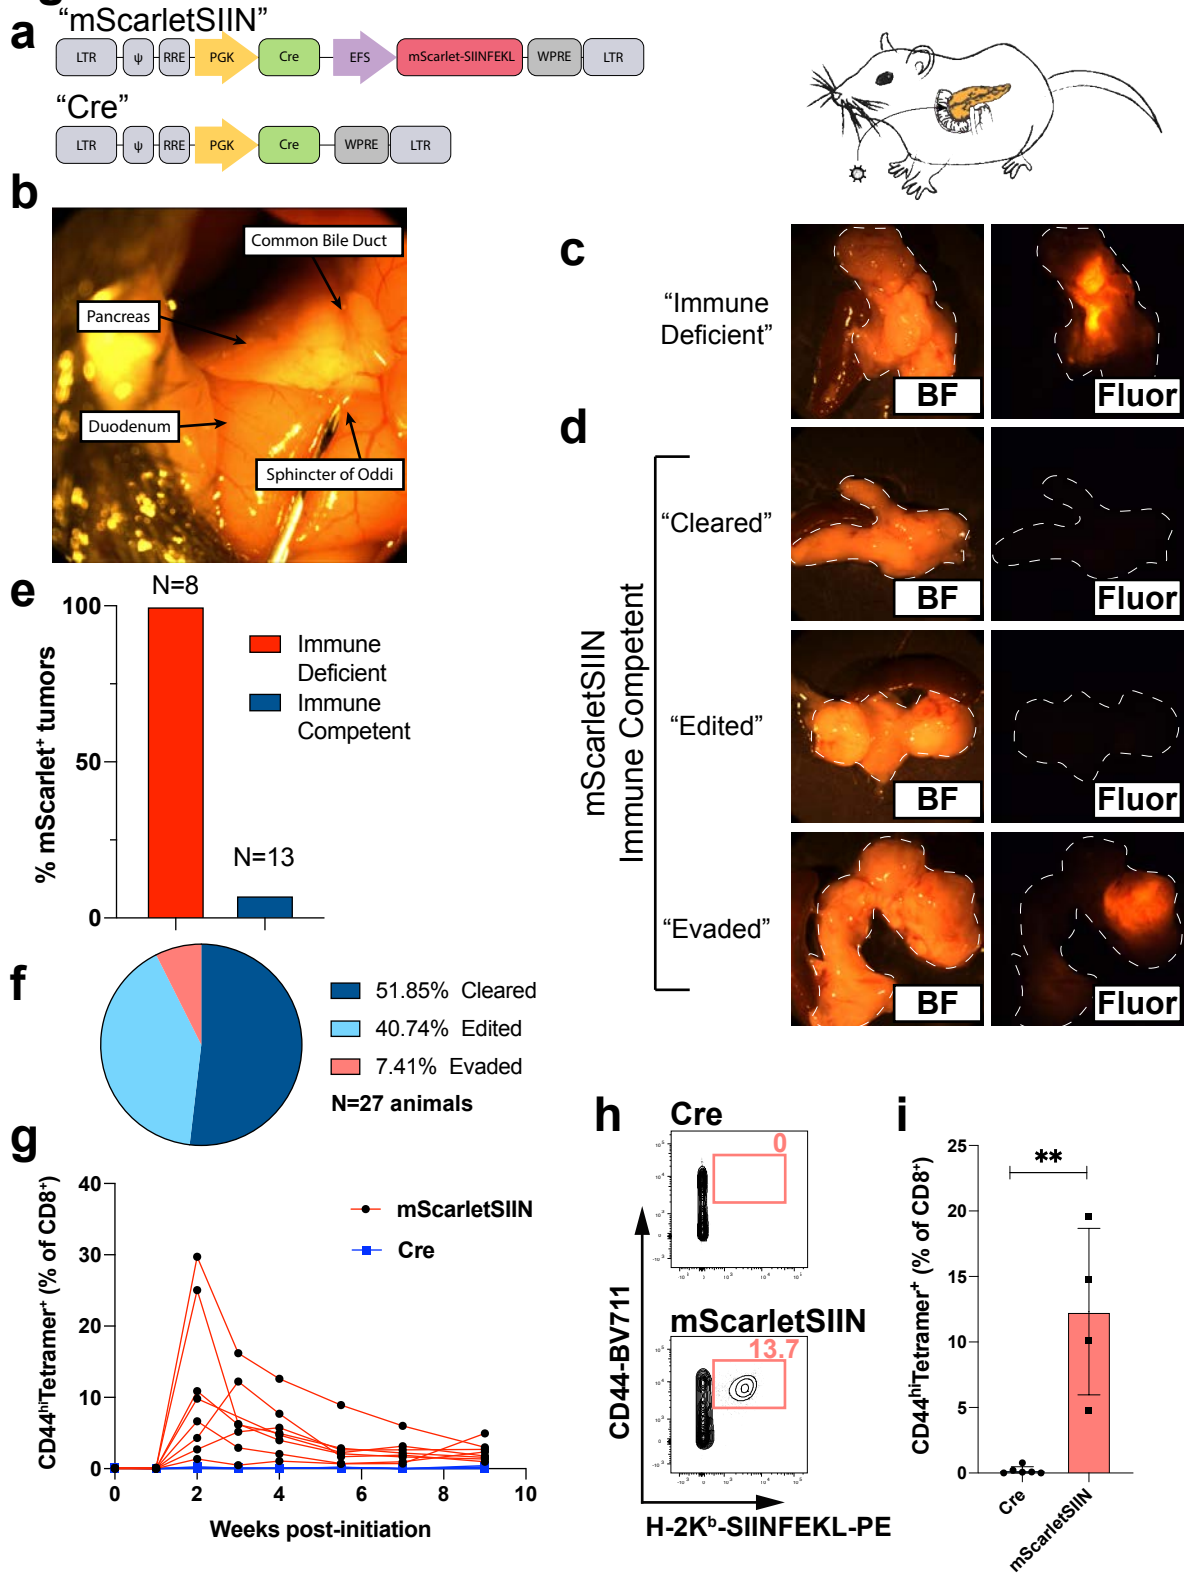 a
“mScarletSIIN”
LTR ψ RRE PGK Cre EFS mScarlet-SIINFEKL WPRE LTR
“Cre”
LTR ψ RRE PGK Cre WPRE LTR
b
Common Bile Duct
Pancreas
Duodenum
Sphincter of Oddi
c
“Immune
Deficient”
BF
Fluor
d
mScarletSIIN
Immune Competent
“Cleared”
BF
Fluor
“Edited”
BF
Fluor
“Evaded”
BF
Fluor
e
% mScarlet⁺ tumors
100
50
0
N=8
N=13
Immune
Deficient
Immune
Competent
f
51.85% Cleared
40.74% Edited
7.41% Evaded
N=27 animals
g
CD44ʰⁱTetramer⁺ (% of CD8⁺)
40
30
20
10
0
0 2 4 6 8 10
Weeks post-initiation
mScarletSIIN
Cre
h
Cre
0
mScarletSIIN
13.7
CD44-BV711
H-2Kᵇ-SIINFEKL-PE
i
CD44ʰⁱTetramer⁺ (% of CD8⁺)
25
20
15
10
5
0
**
Cre
mScarletSIIN